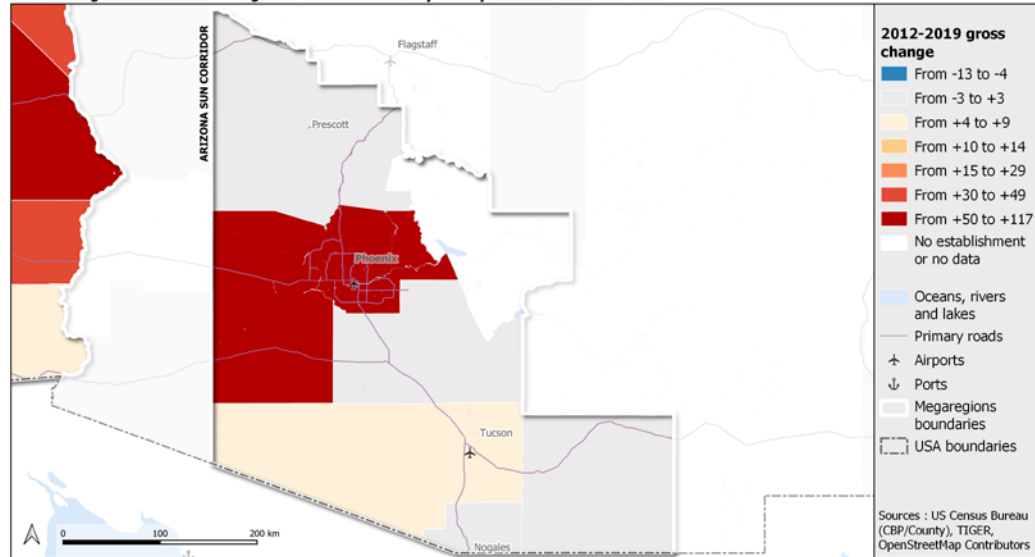 ARIZONA SUN CORRIDOR
Flagstaff
Prescott
Phoenix
Tucson
Nogales
0 100 200 km
2012-2019 gross
change
From -13 to -4
From -3 to +3
From +4 to +9
From +10 to +14
From +15 to +29
From +30 to +49
From +50 to +117
No establishment
or no data
Oceans, rivers
and lakes
Primary roads
Airports
Ports
Megaregions
boundaries
USA boundaries
Sources : US Census Bureau
(CBP/County), TIGER,
OpenStreetMap Contributors